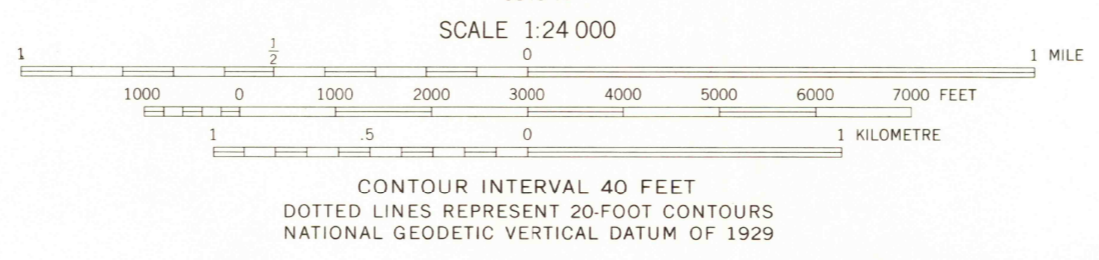 SCALE 1:24 000
1 1/2 0 1 MILE
1000 0 1000 2000 3000 4000 5000 6000 7000 FEET
1 .5 0 1 KILOMETRE
CONTOUR INTERVAL 40 FEET
DOTTED LINES REPRESENT 20-FOOT CONTOURS
NATIONAL GEODETIC VERTICAL DATUM OF 1929